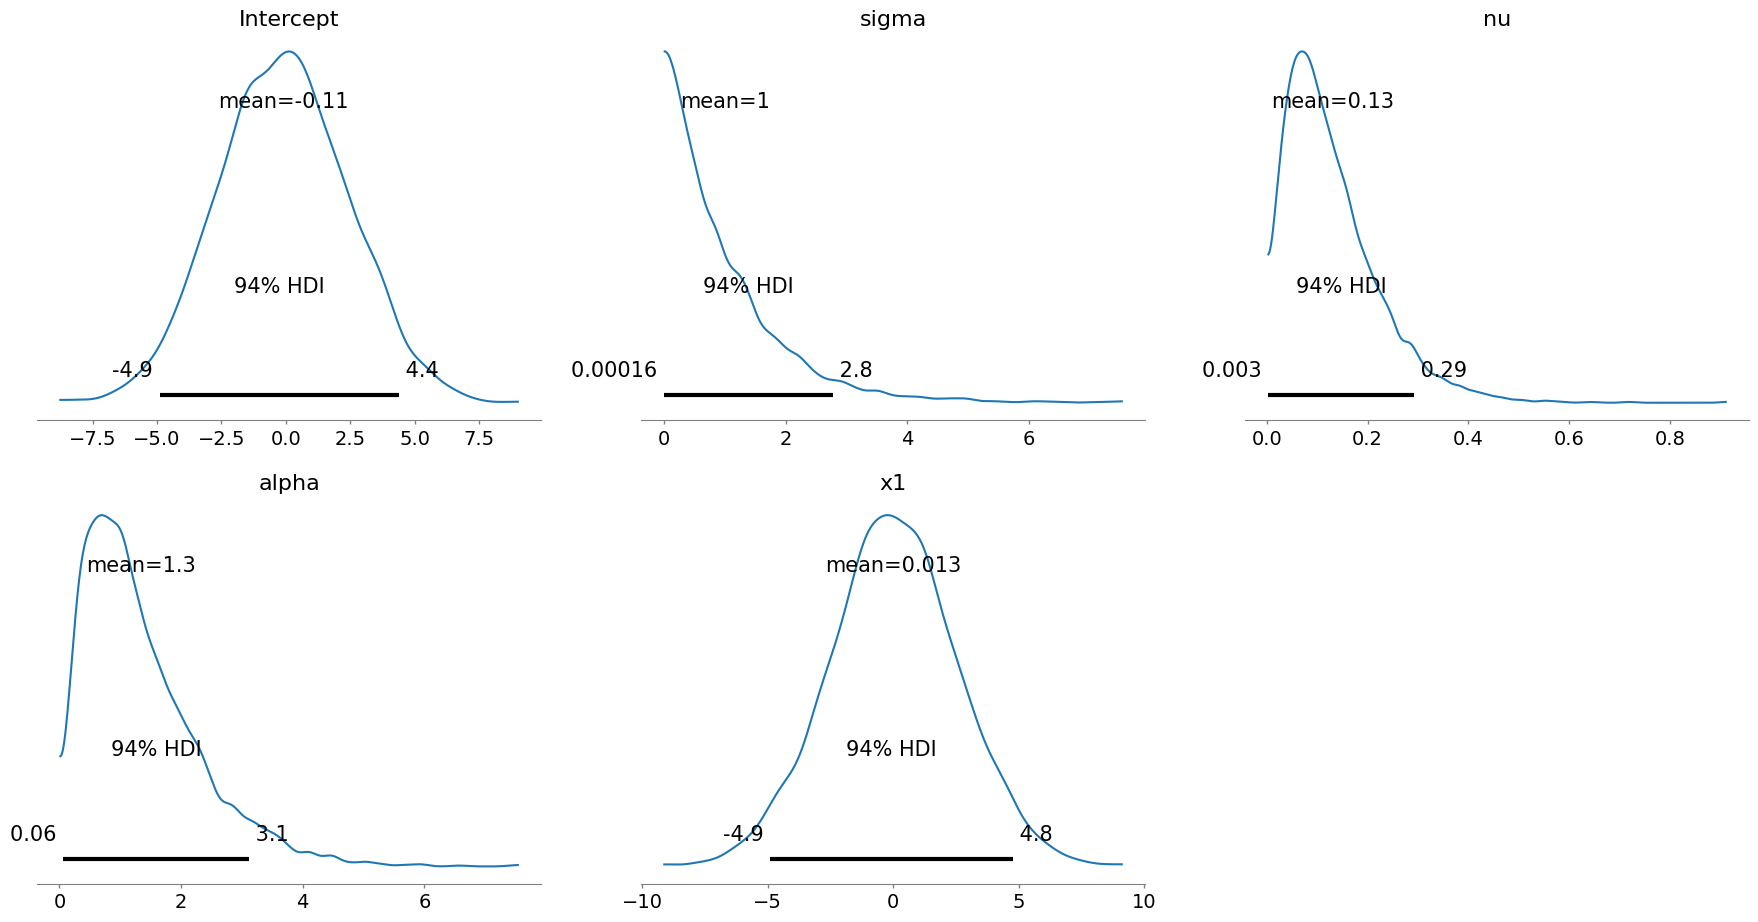 Intercept
mean=-0.11
94% HDI
-4.9 4.4
−7.5 −5.0 −2.5 0.0 2.5 5.0 7.5
sigma
mean=1
94% HDI
0.00016 2.8
0 2 4 6
nu
mean=0.13
94% HDI
0.003 0.29
0.0 0.2 0.4 0.6 0.8
alpha
mean=1.3
94% HDI
0.06 3.1
0 2 4 6
x1
mean=0.013
94% HDI
-4.9 4.8
−10 −5 0 5 10